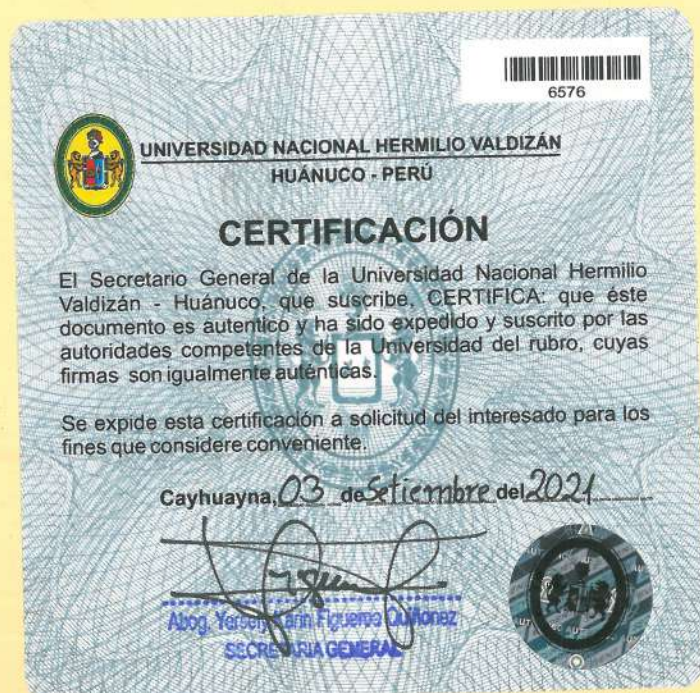 6576
UNIVERSIDAD NACIONAL HERMILIO VALDIZÁN
HUÁNUCO - PERÚ
CERTIFICACIÓN
El Secretario General de la Universidad Nacional Hermilio
Valdizán - Huánuco, que suscribe, CERTIFICA: que éste
documento es autentico y ha sido expedido y suscrito por las
autoridades competentes de la Universidad del rubro, cuyas
firmas son igualmente auténticas.
Se expide esta certificación a solicitud del interesado para los
fines que considere conveniente.
Cayhuayna, 03 de Setiembre del 2021
Abog. Karin Figueroa Quiñonez
SECRETARIA GENERAL